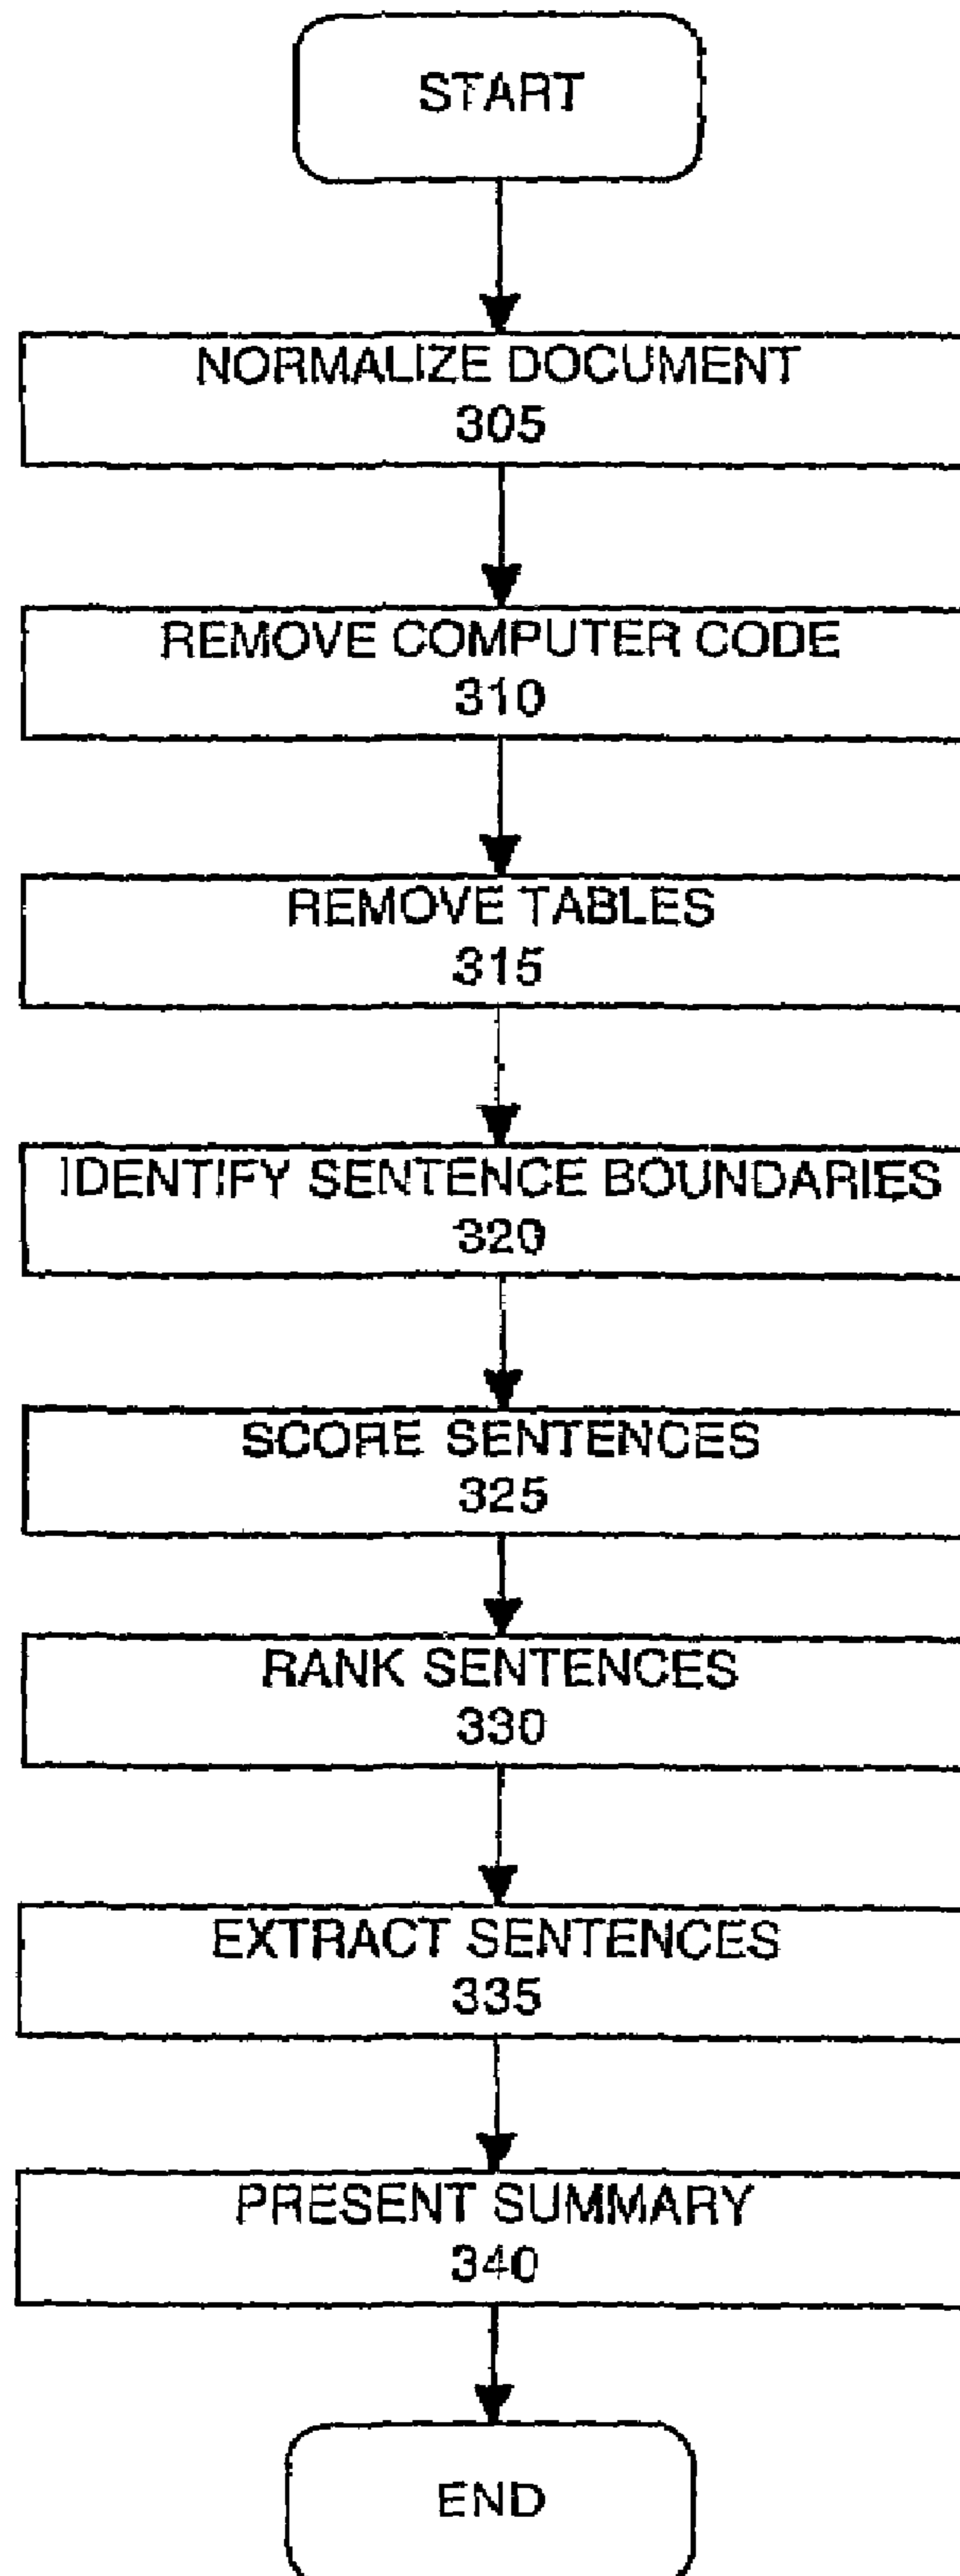 START
NORMALIZE DOCUMENT
305
REMOVE COMPUTER CODE
310
REMOVE TABLES
315
IDENTIFY SENTENCE BOUNDARIES
320
SCORE SENTENCES
325
RANK SENTENCES
330
EXTRACT SENTENCES
335
PRESENT SUMMARY
340
END